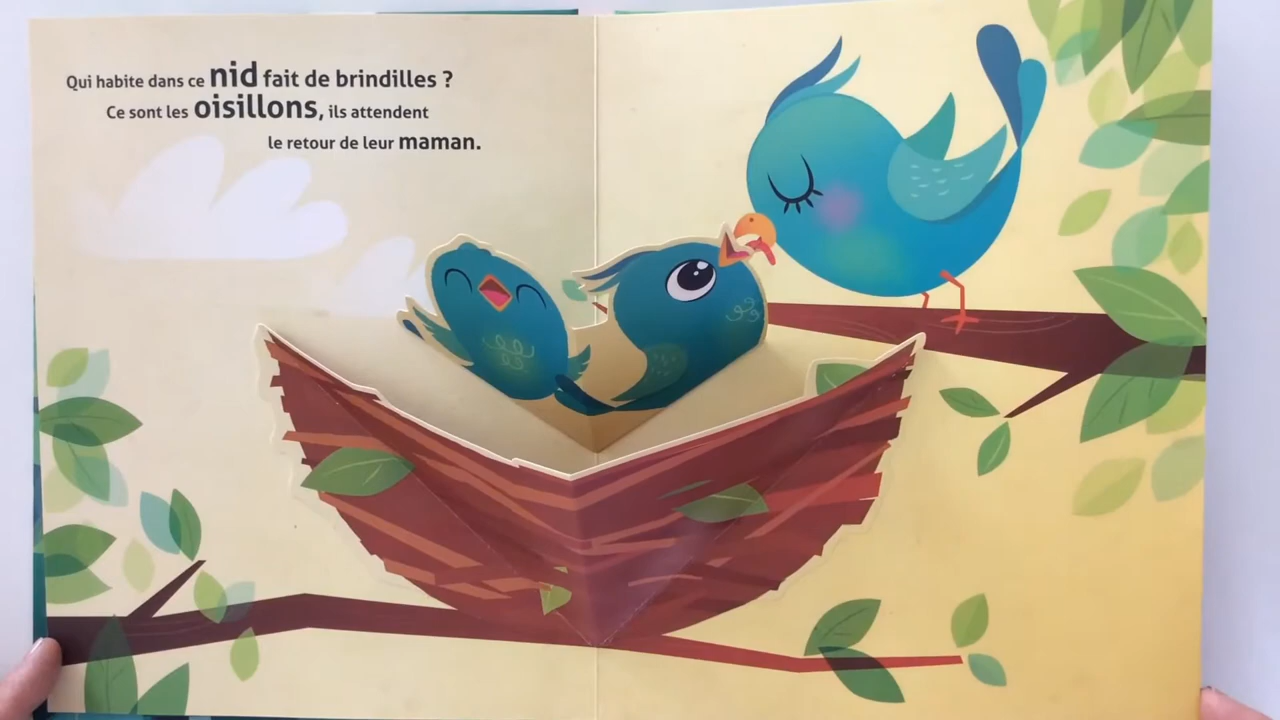 Qui habite dans ce nid fait de brindilles ?
Ce sont les oisillons, ils attendent
le retour de leur maman.